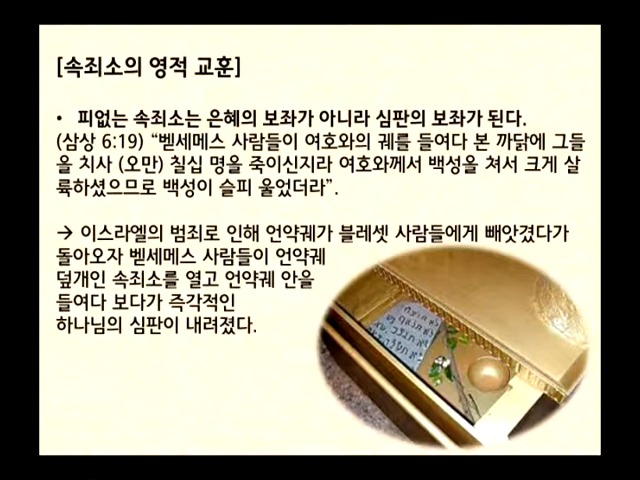 [속죄소의 영적 교훈]
• 피없는 속죄소는 은혜의 보좌가 아니라 심판의 보좌가 된다.
(삼상 6:19) “벧세메스 사람들이 여호와의 궤를 들여다 본 까닭에 그들
을 치사 (오만) 칠십 명을 죽이신지라 여호와께서 백성을 쳐서 크게 살
륙하셨으므로 백성이 슬피 울었더라”.
→ 이스라엘의 범죄로 인해 언약궤가 블레셋 사람들에게 빼앗겼다가
돌아오자 벧세메스 사람들이 언약궤
덮개인 속죄소를 열고 언약궤 안을
들여다 보다가 즉각적인
하나님의 심판이 내려졌다.